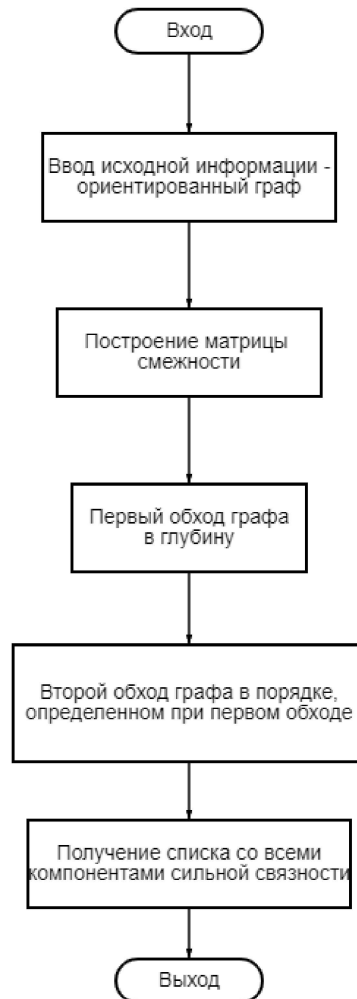 Вход
Ввод исходной информации -
ориентированный граф
Построение матрицы
смежности
Первый обход графа
в глубину
Второй обход графа в порядке,
определенном при первом обходе
Получение списка со всеми
компонентами сильной связности
Выход